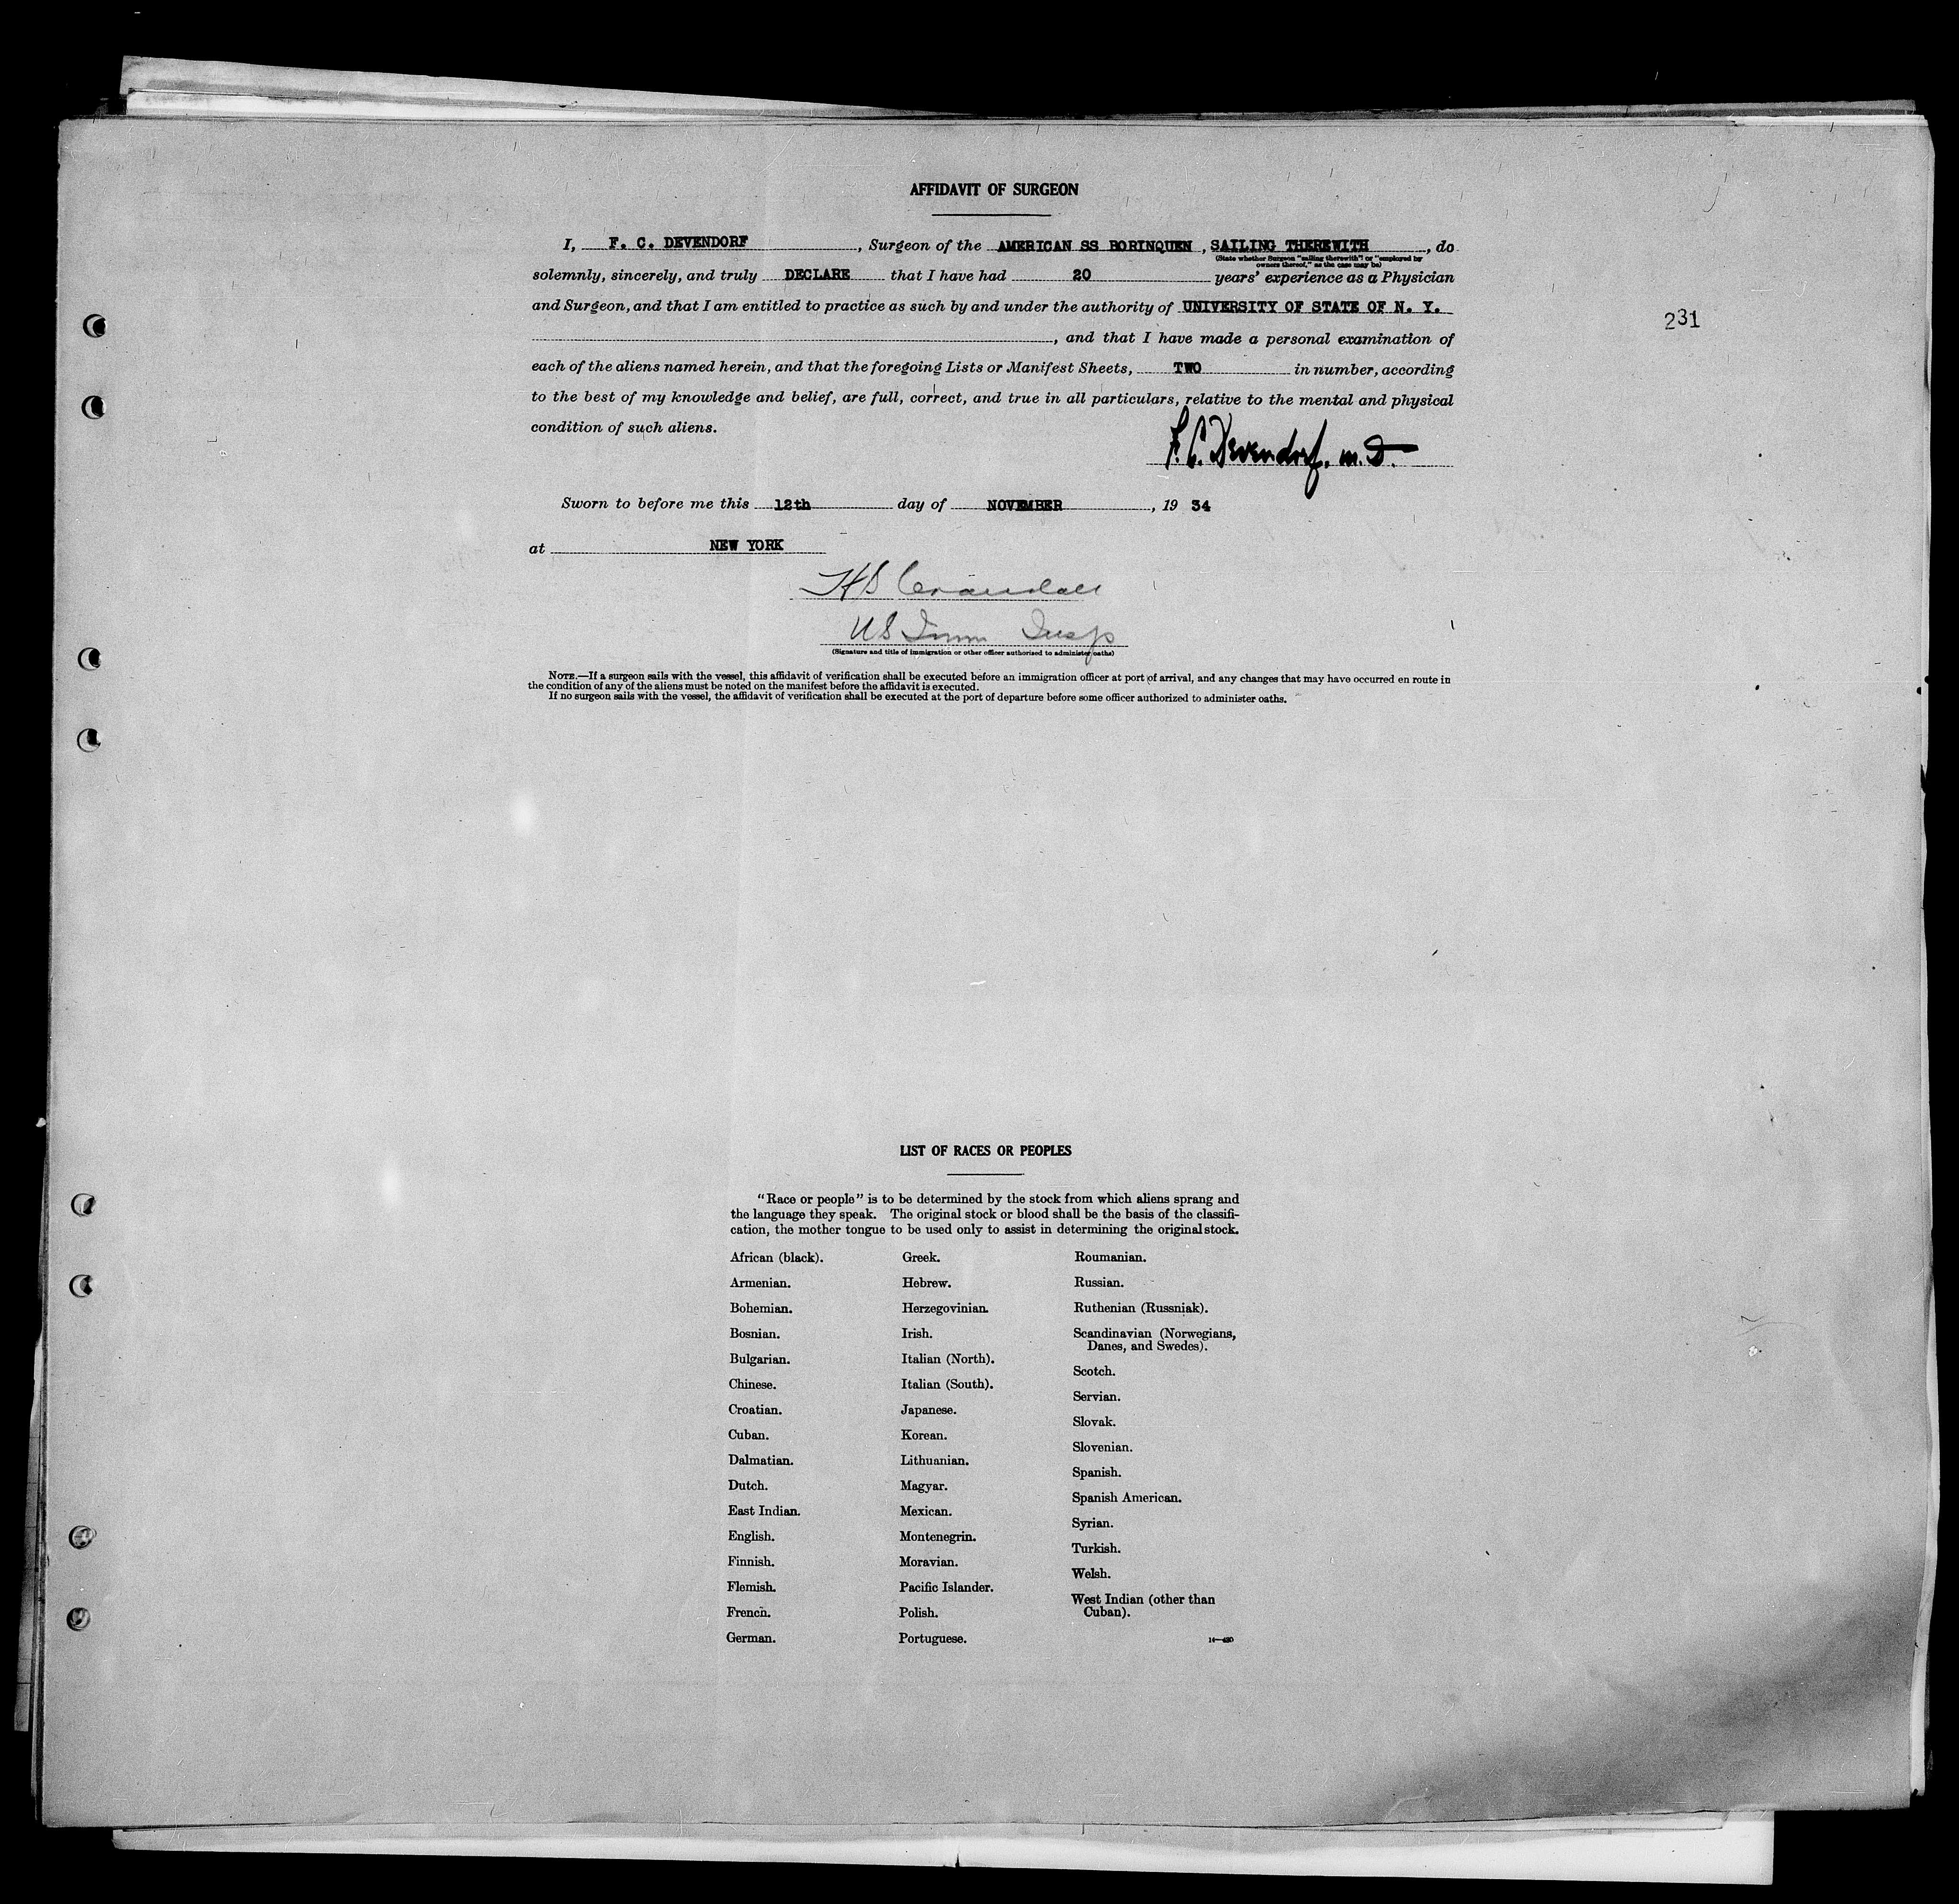 AFFIDAVIT OF SURGEON
I, F. C. DEVENDORF, Surgeon of the AMERICAN SS BORINQUEN, SAILING THEREWITH, do
(State whether Surgeon "sailing therewith" or "employed by
owners thereof," as the case may be)
solemnly, sincerely, and truly DECLARE that I have had 20 years' experience as a Physician
and Surgeon, and that I am entitled to practice as such by and under the authority of UNIVERSITY OF STATE OF N. Y.
231
, and that I have made a personal examination of
each of the aliens named herein, and that the foregoing Lists or Manifest Sheets, TWO in number, according
to the best of my knowledge and belief, are full, correct, and true in all particulars, relative to the mental and physical
condition of such aliens.
F. C. Devendorf, M. D.
Sworn to before me this 12th day of NOVEMBER, 19 34
at NEW YORK
HS Crandall
US Imm Insp
(Signature and title of immigration or other officer authorized to administer oaths)
NOTE.—If a surgeon sails with the vessel, this affidavit of verification shall be executed before an immigration officer at port of arrival, and any changes that may have occurred en route in
the condition of any of the aliens must be noted on the manifest before the affidavit is executed.
If no surgeon sails with the vessel, the affidavit of verification shall be executed at the port of departure before some officer authorized to administer oaths.
LIST OF RACES OR PEOPLES
"Race or people" is to be determined by the stock from which aliens sprang and
the language they speak. The original stock or blood shall be the basis of the classifi-
cation, the mother tongue to be used only to assist in determining the original stock.
African (black).
Armenian.
Bohemian.
Bosnian.
Bulgarian.
Chinese.
Croatian.
Cuban.
Dalmatian.
Dutch.
East Indian.
English.
Finnish.
Flemish.
French.
German.
Greek.
Hebrew.
Herzegovinian.
Irish.
Italian (North).
Italian (South).
Japanese.
Korean.
Lithuanian.
Magyar.
Mexican.
Montenegrin.
Moravian.
Pacific Islander.
Polish.
Portuguese.
Roumanian.
Russian.
Ruthenian (Russniak).
Scandinavian (Norwegians,
Danes, and Swedes).
Scotch.
Servian.
Slovak.
Slovenian.
Spanish.
Spanish American.
Syrian.
Turkish.
Welsh.
West Indian (other than
Cuban).